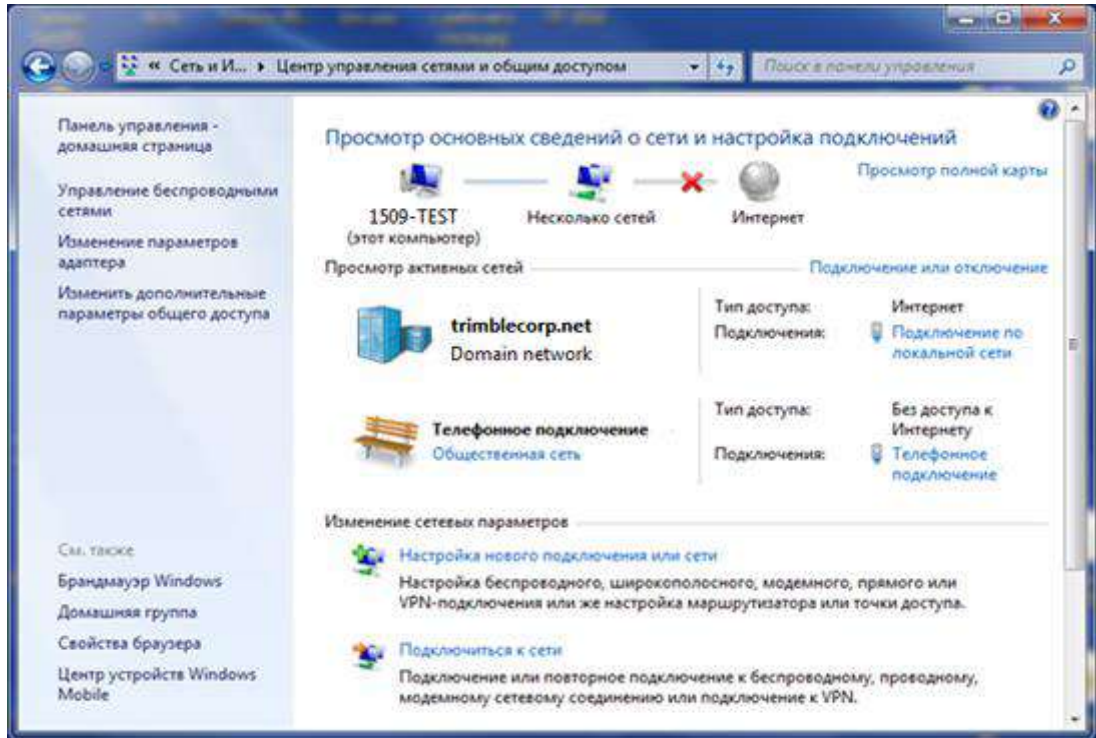 « Сеть и И... ▸ Центр управления сетями и общим доступом
Поиск в панели управления
Панель управления -
домашняя страница
Управление беспроводными
сетями
Изменение параметров
адаптера
Изменить дополнительные
параметры общего доступа
См. также
Брандмауэр Windows
Домашняя группа
Свойства браузера
Центр устройств Windows
Mobile
Просмотр основных сведений о сети и настройка подключений
Просмотр полной карты
1509-TEST
(этот компьютер)
Несколько сетей
Интернет
Просмотр активных сетей
Подключение или отключение
trimblecorp.net
Domain network
Тип доступа: Интернет
Подключения: Подключение по
локальной сети
Телефонное подключение
Общественная сеть
Тип доступа: Без доступа к
Интернету
Подключения: Телефонное
подключение
Изменение сетевых параметров
Настройка нового подключения или сети
Настройка беспроводного, широкополосного, модемного, прямого или
VPN-подключения или же настройка маршрутизатора или точки доступа.
Подключиться к сети
Подключение или повторное подключение к беспроводному, проводному,
модемному сетевому соединению или подключение к VPN.